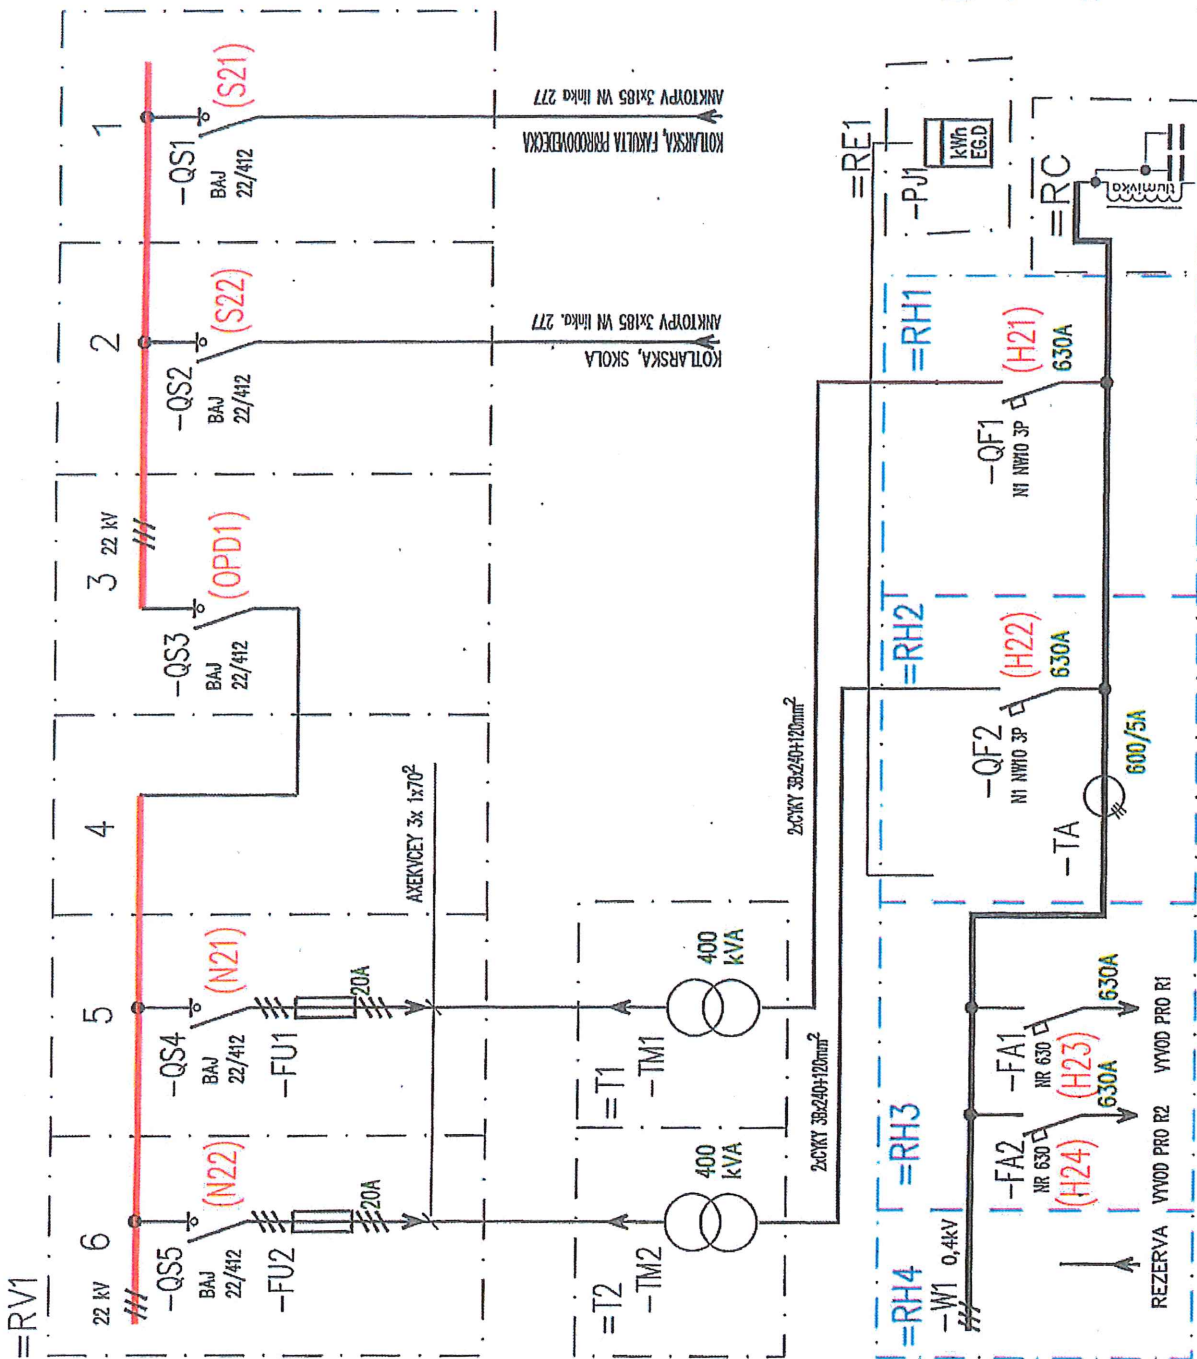 =RV1
6
5
4
3
2
1
22 kV
22 kV
-QS5
BAJ
22/412
(N22)
-FU2
20A
-QS4
BAJ
22/412
(N21)
-FU1
20A
AXEKVCEY 3x 1x70²
-QS3
BAJ
22/412
(OPD1)
-QS2
BAJ
22/412
(S22)
-QS1
BAJ
22/412
(S21)
KOTLARSKA, SKOLA
ANKTOYPV 3x185 VN linka. 277
KOTLARSKA, FAKULTA PRIRODOVEDECKA
ANKTOYPV 3x185 VN linka 277
=T2
-TM2
400
kVA
=T1
-TM1
400
kVA
2xCYKY 3Bx240+120mm²
2xCYKY 3Bx240+120mm²
=RE1
-PJ1
kWh
EG.D
=RC
tlumivka
=RH1
-QF1
N1 NW10 3P
(H21)
630A
=RH2
-QF2
N1 NW10 3P
(H22)
630A
-TA
600/5A
=RH3
-FA1
NR 630
(H23)
630A
VYVOD PRO R1
-FA2
NR 630
(H24)
630A
VYVOD PRO R2
=RH4
-W1
0,4kV
REZERVA